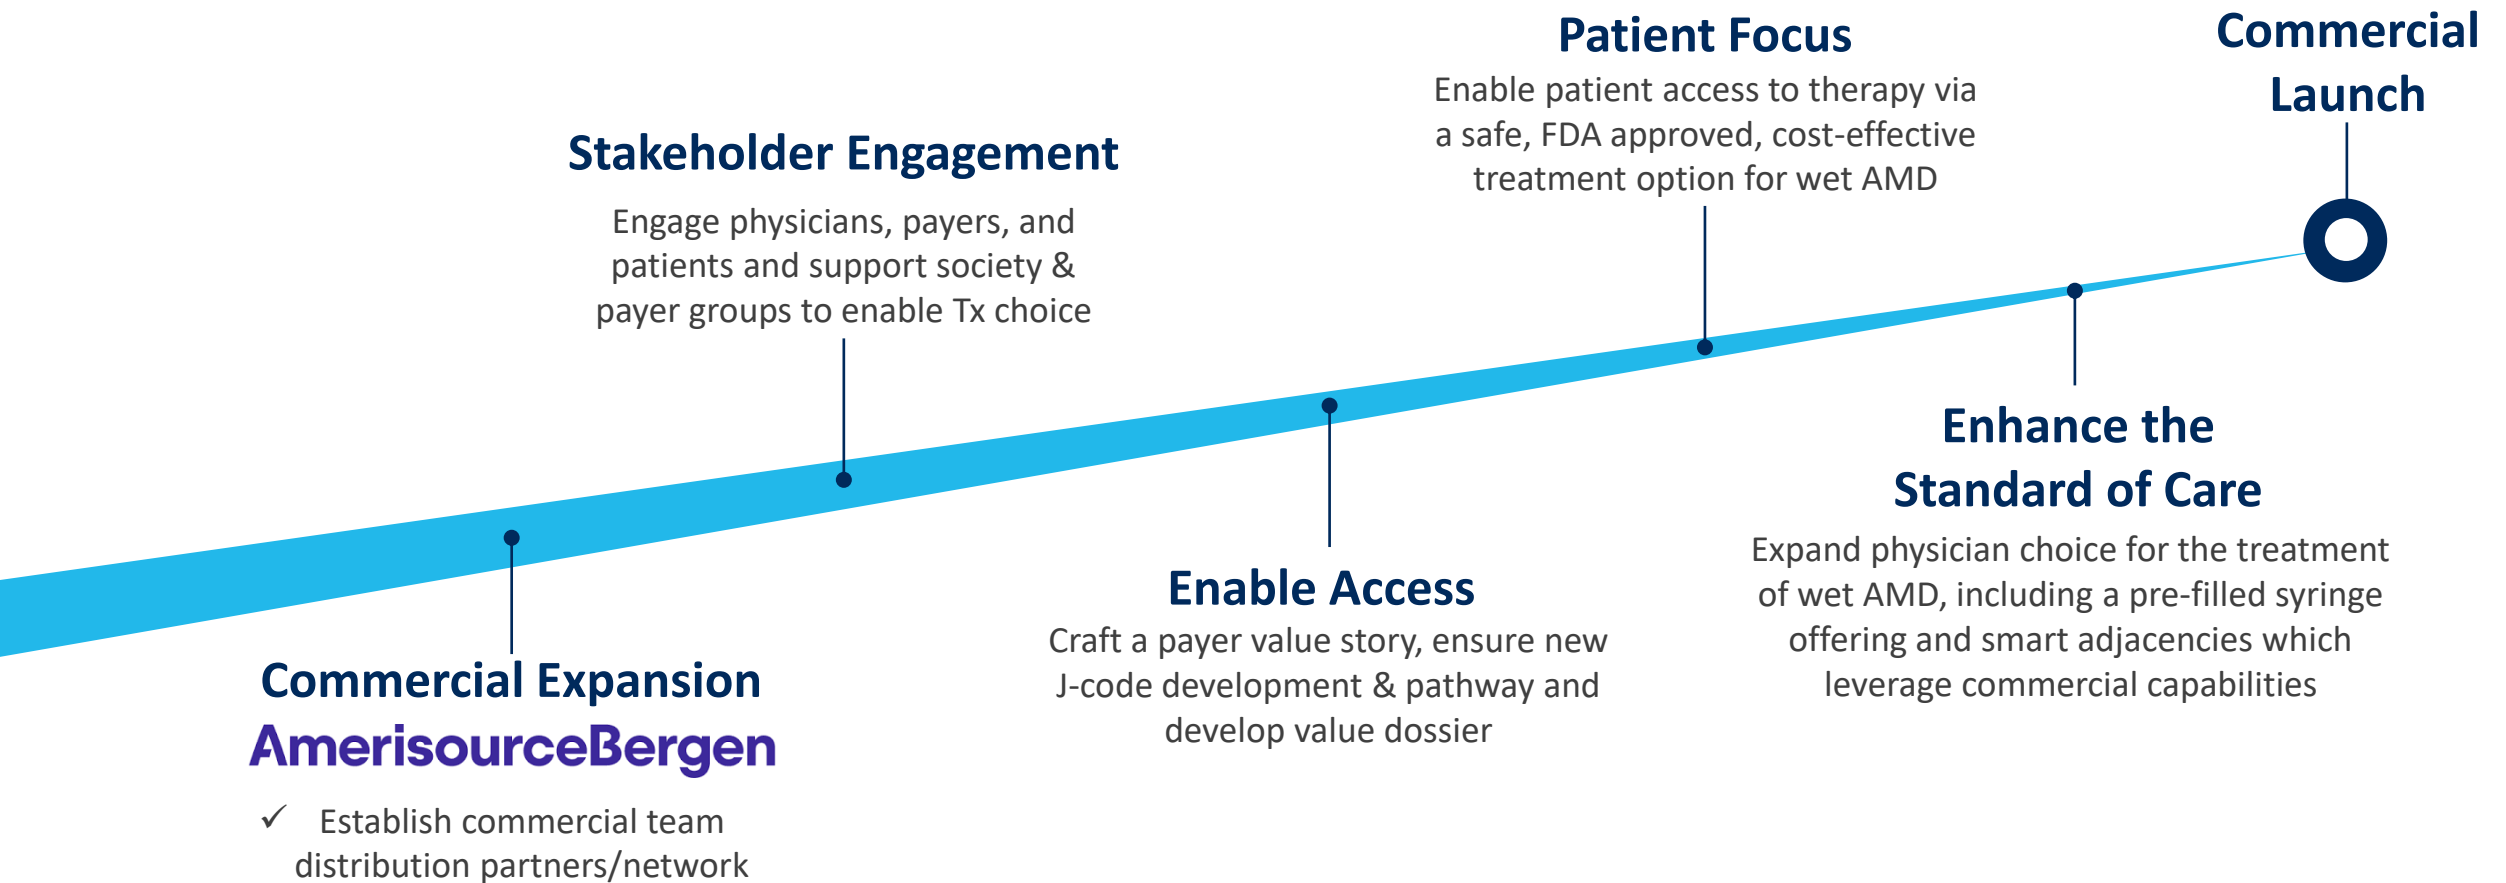 Commercial Expansion
AmerisourceBergen
✓ Establish commercial team
distribution partners/network
Stakeholder Engagement
Engage physicians, payers, and
patients and support society &
payer groups to enable Tx choice
Enable Access
Craft a payer value story, ensure new
J-code development & pathway and
develop value dossier
Patient Focus
Enable patient access to therapy via
a safe, FDA approved, cost-effective
treatment option for wet AMD
Enhance the
Standard of Care
Expand physician choice for the treatment
of wet AMD, including a pre-filled syringe
offering and smart adjacencies which
leverage commercial capabilities
Commercial
Launch